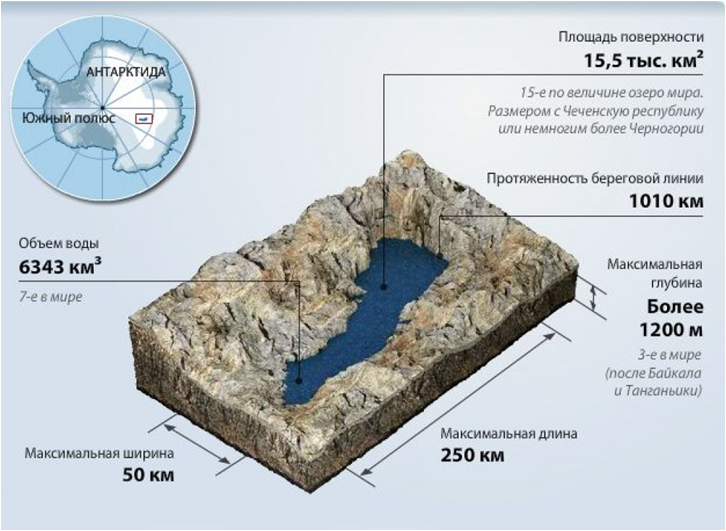 АНТАРКТИДА
Южный полюс
Площадь поверхности
15,5 тыс. км²
15-е по величине озеро мира.
Размером с Чеченскую республику
или немногим более Черногории
Протяженность береговой линии
1010 км
Объем воды
6343 км³
7-е в мире
Максимальная
глубина
Более
1200 м
3-е в мире
(после Байкала
и Танганьики)
Максимальная ширина
50 км
Максимальная длина
250 км